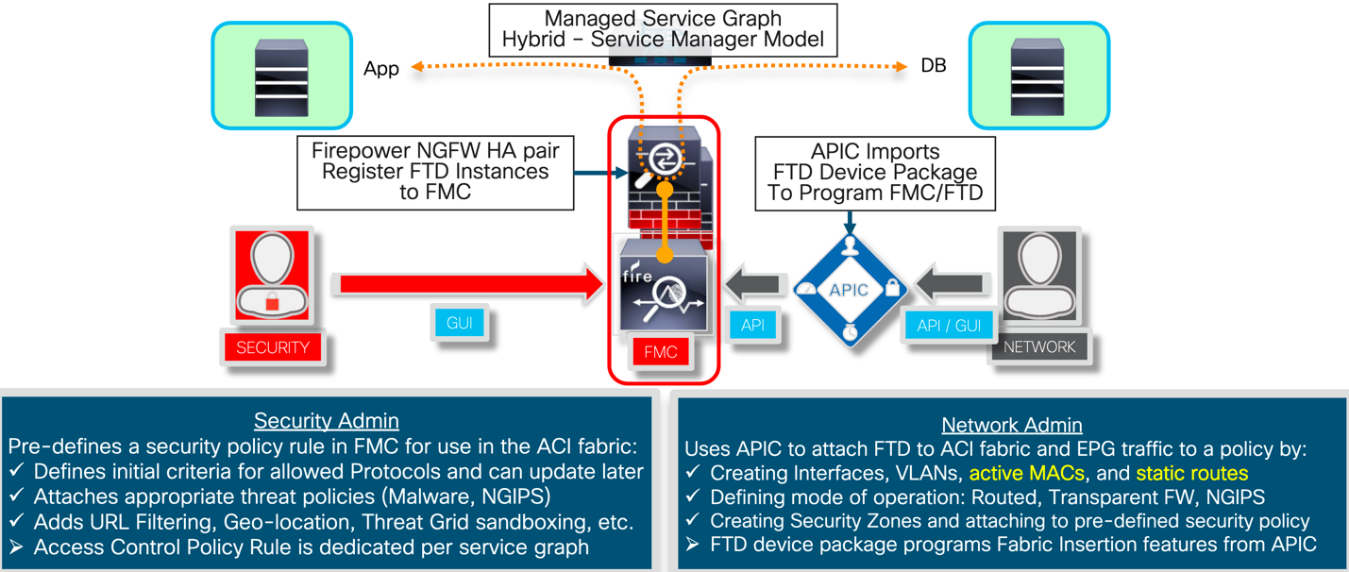 Managed Service Graph
Hybrid – Service Manager Model
App
DB
Firepower NGFW HA pair
Register FTD Instances
to FMC
APIC Imports
FTD Device Package
To Program FMC/FTD
fire
APIC
GUI
API
API / GUI
SECURITY
FMC
NETWORK
Security Admin
Pre-defines a security policy rule in FMC for use in the ACI fabric:
✓ Defines initial criteria for allowed Protocols and can update later
✓ Attaches appropriate threat policies (Malware, NGIPS)
✓ Adds URL Filtering, Geo-location, Threat Grid sandboxing, etc.
➢ Access Control Policy Rule is dedicated per service graph
Network Admin
Uses APIC to attach FTD to ACI fabric and EPG traffic to a policy by:
✓ Creating Interfaces, VLANs, active MACs, and static routes
✓ Defining mode of operation: Routed, Transparent FW, NGIPS
✓ Creating Security Zones and attaching to pre-defined security policy
➢ FTD device package programs Fabric Insertion features from APIC